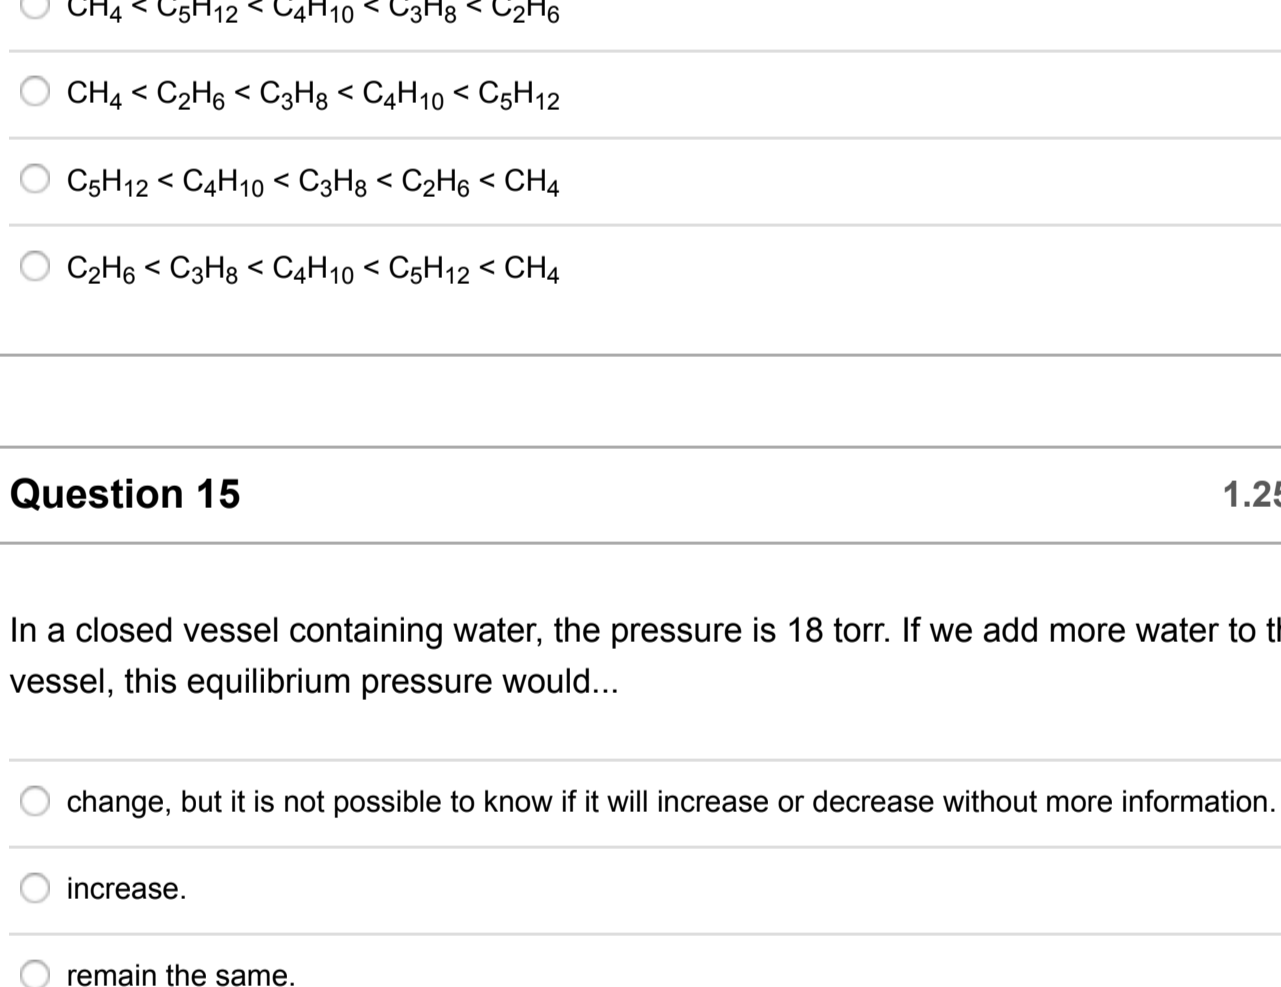 CH₄ < C₅H₁₂ < C₄H₁₀ < C₃H₈ < C₂H₆
CH₄ < C₂H₆ < C₃H₈ < C₄H₁₀ < C₅H₁₂
C₅H₁₂ < C₄H₁₀ < C₃H₈ < C₂H₆ < CH₄
C₂H₆ < C₃H₈ < C₄H₁₀ < C₅H₁₂ < CH₄
Question 15 1.25
In a closed vessel containing water, the pressure is 18 torr. If we add more water to
vessel, this equilibrium pressure would...
change, but it is not possible to know if it will increase or decrease without more information.
increase.
remain the same.